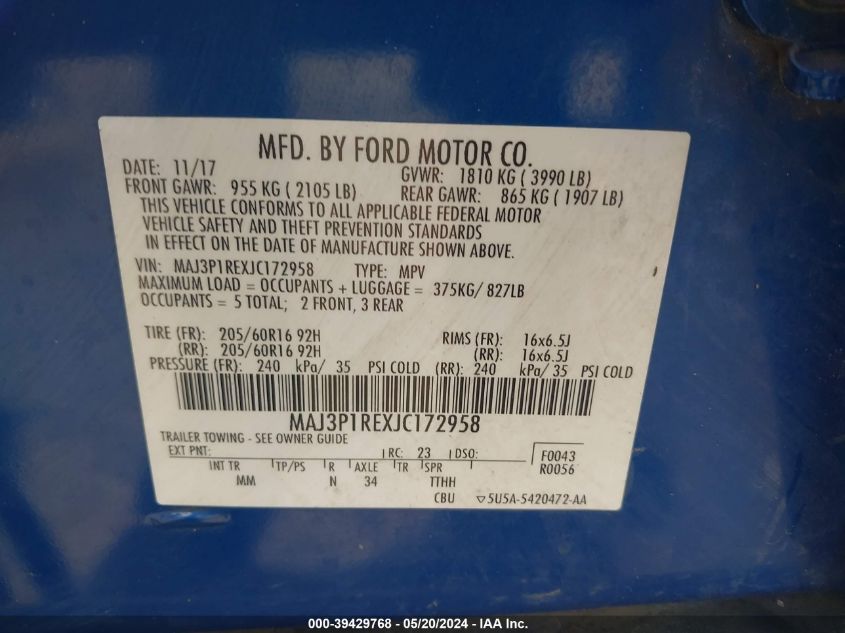 MFD. BY FORD MOTOR CO.
DATE: 11/17 GVWR: 1810 KG ( 3990 LB)
FRONT GAWR: 955 KG ( 2105 LB) REAR GAWR: 865 KG ( 1907 LB)
THIS VEHICLE CONFORMS TO ALL APPLICABLE FEDERAL MOTOR
VEHICLE SAFETY AND THEFT PREVENTION STANDARDS
IN EFFECT ON THE DATE OF MANUFACTURE SHOWN ABOVE.
VIN: MAJ3P1REXJC172958 TYPE: MPV
MAXIMUM LOAD = OCCUPANTS + LUGGAGE = 375KG/ 827LB
OCCUPANTS = 5 TOTAL; 2 FRONT, 3 REAR
TIRE (FR): 205/60R16 92H RIMS (FR): 16x6.5J
(RR): 205/60R16 92H (RR): 16x6.5J
PRESSURE (FR): 240 kPa/ 35 PSI COLD (RR): 240 kPa/ 35 PSI COLD
MAJ3P1REXJC172958
TRAILER TOWING - SEE OWNER GUIDE
EXT PNT: RC: 23 DSO: F0043
R0056
INT TR TP/PS R AXLE TR SPR
MM N 34 TTHH
CBU ▽5U5A-5420472-AA
000-39429768 - 05/20/2024 - IAA Inc.